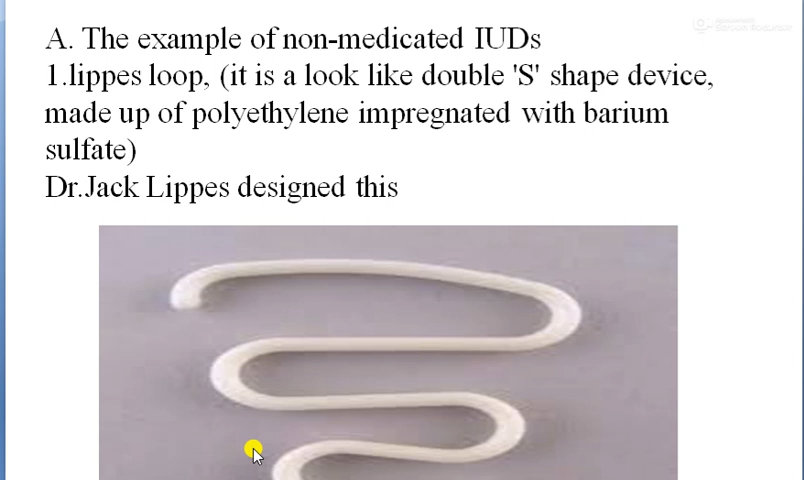 A. The example of non-medicated IUDs
1.lippes loop, (it is a look like double 'S' shape device,
made up of polyethylene impregnated with barium
sulfate)
Dr.Jack Lippes designed this